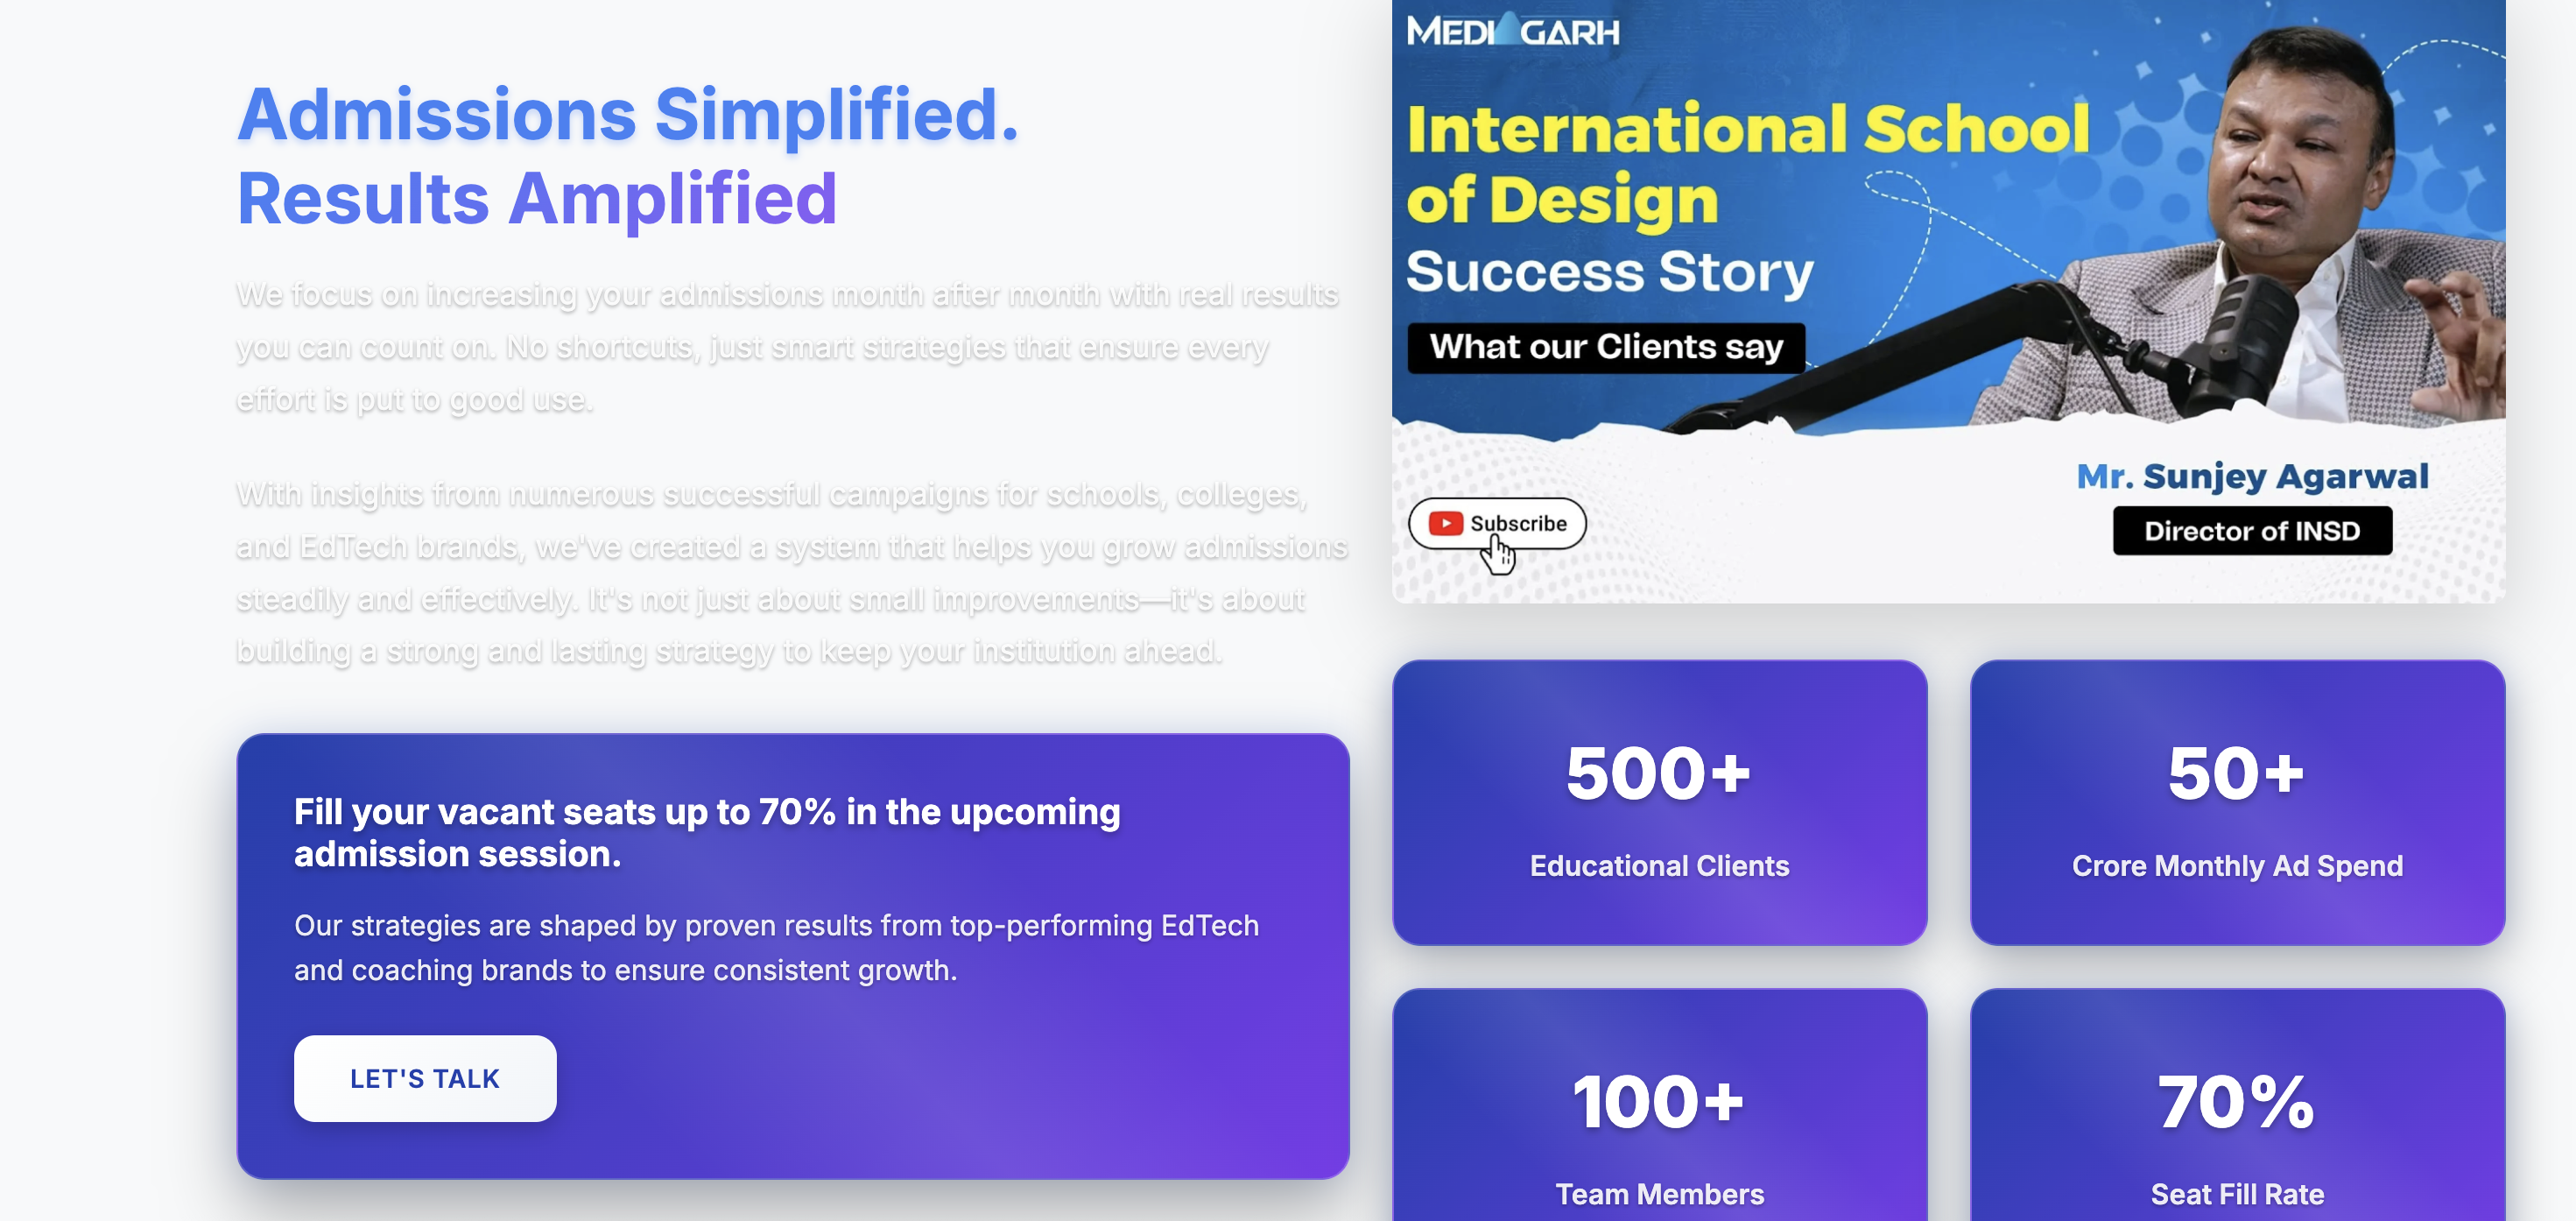 Admissions Simplified.
Results Amplified
We focus on increasing your admissions month after month with real results
you can count on. No shortcuts, just smart strategies that ensure every
effort is put to good use.
With insights from numerous successful campaigns for schools, colleges,
and EdTech brands, we've created a system that helps you grow admissions
steadily and effectively. It's not just about small improvements—it's about
building a strong and lasting strategy to keep your institution ahead.
Fill your vacant seats up to 70% in the upcoming
admission session.
Our strategies are shaped by proven results from top-performing EdTech
and coaching brands to ensure consistent growth.
LET'S TALK
MEDIAGARH
International School
of Design
Success Story
What our Clients say
Subscribe
Mr. Sunjey Agarwal
Director of INSD
500+
Educational Clients
50+
Crore Monthly Ad Spend
100+
Team Members
70%
Seat Fill Rate